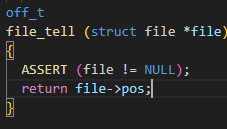 off_t
file_tell (struct file *file)
{
  ASSERT (file != NULL);
  return file->pos;
}